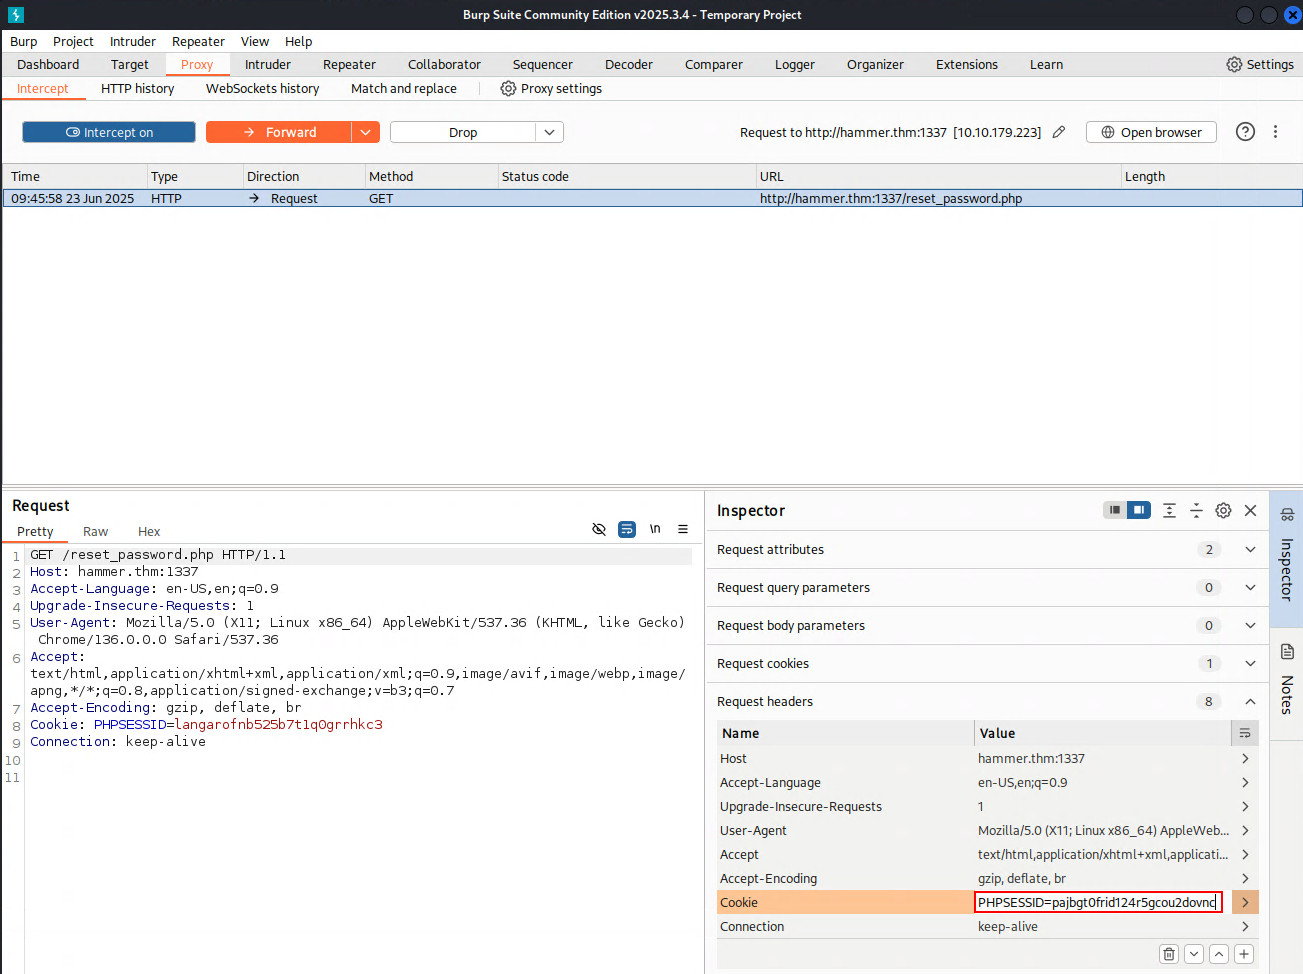 Burp Suite Community Edition v2025.3.4 - Temporary Project
Burp Project Intruder Repeater View Help
Dashboard Target Proxy Intruder Repeater Collaborator Sequencer Decoder Comparer Logger Organizer Extensions Learn Settings
Intercept HTTP history WebSockets history Match and replace Proxy settings
Intercept on Forward Drop Request to http://hammer.thm:1337 [10.10.179.223] Open browser
Time Type Direction Method Status code URL Length
09:45:58 23 Jun 2025 HTTP → Request GET http://hammer.thm:1337/reset_password.php
Request
Pretty Raw Hex \n
1 GET /reset_password.php HTTP/1.1
2 Host: hammer.thm:1337
3 Accept-Language: en-US,en;q=0.9
4 Upgrade-Insecure-Requests: 1
5 User-Agent: Mozilla/5.0 (X11; Linux x86_64) AppleWebKit/537.36 (KHTML, like Gecko)
Chrome/136.0.0.0 Safari/537.36
6 Accept:
text/html,application/xhtml+xml,application/xml;q=0.9,image/avif,image/webp,image/
apng,*/*;q=0.8,application/signed-exchange;v=b3;q=0.7
7 Accept-Encoding: gzip, deflate, br
8 Cookie: PHPSESSID=langarofnb525b7t1q0grrhkc3
9 Connection: keep-alive
10
11
Inspector
Request attributes 2
Request query parameters 0
Request body parameters 0
Request cookies 1
Request headers 8
Name Value
Host hammer.thm:1337
Accept-Language en-US,en;q=0.9
Upgrade-Insecure-Requests 1
User-Agent Mozilla/5.0 (X11; Linux x86_64) AppleWeb...
Accept text/html,application/xhtml+xml,applicati...
Accept-Encoding gzip, deflate, br
Cookie PHPSESSID=pajbgt0frid124r5gcou2dovnc
Connection keep-alive
Inspector
Notes